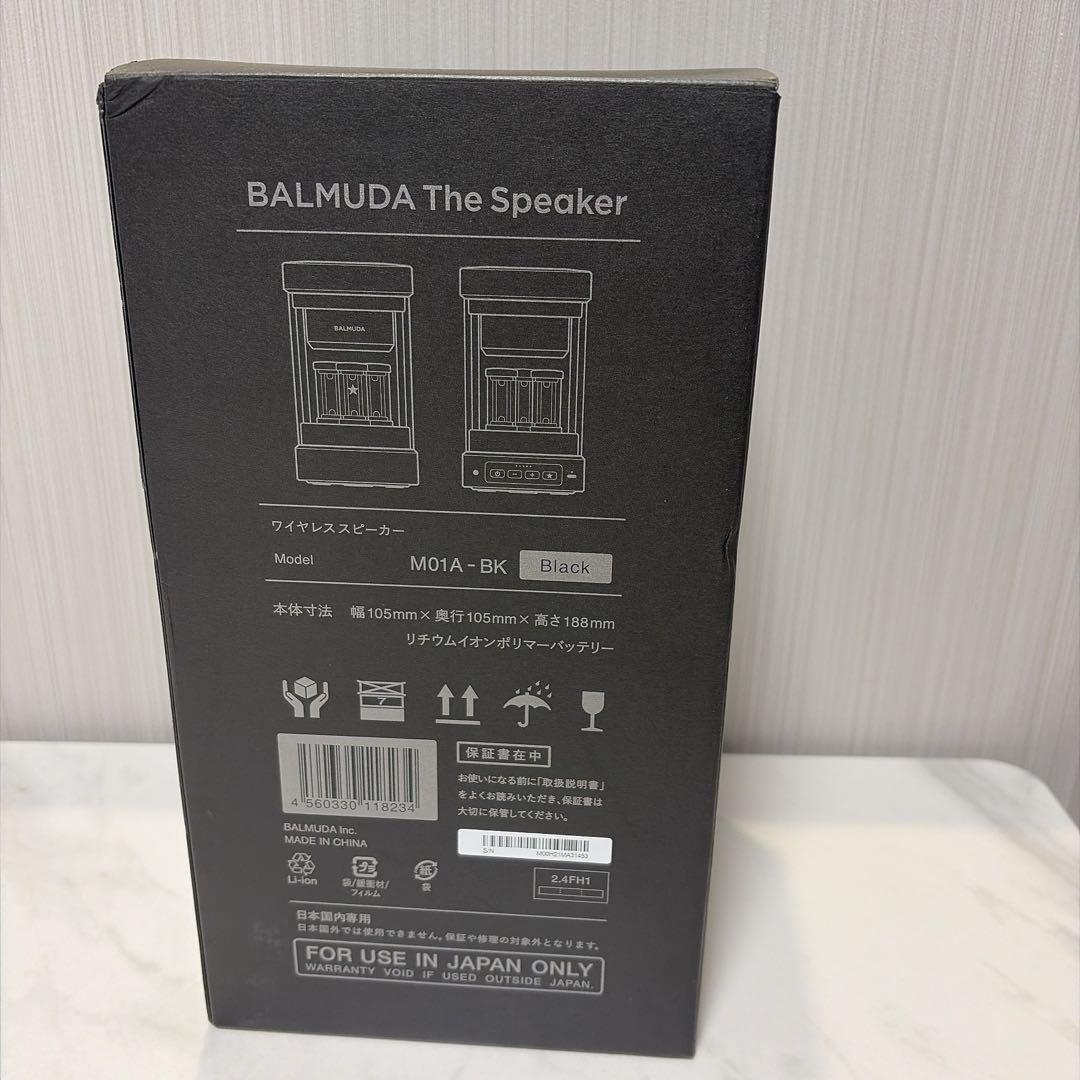 BALMUDA The Speaker
BALMUDA
ワイヤレススピーカー
Model M01A-BK Black
本体寸法 幅105mm×奥行105mm×高さ188mm
リチウムイオンポリマーバッテリー
7
保証書在中
お使いになる前に「取扱説明書」
をよくお読みいただき、保証書は
大切に保管してください。
4 560330 118234
BALMUDA Inc.
MADE IN CHINA
S/N M00H21MA31453
Li-ion
プラ
袋/緩衝材/
フィルム
紙
袋
2.4FH1
日本国内専用
日本国外では使用できません。保証や修理の対象外となります。
FOR USE IN JAPAN ONLY
WARRANTY VOID IF USED OUTSIDE JAPAN.